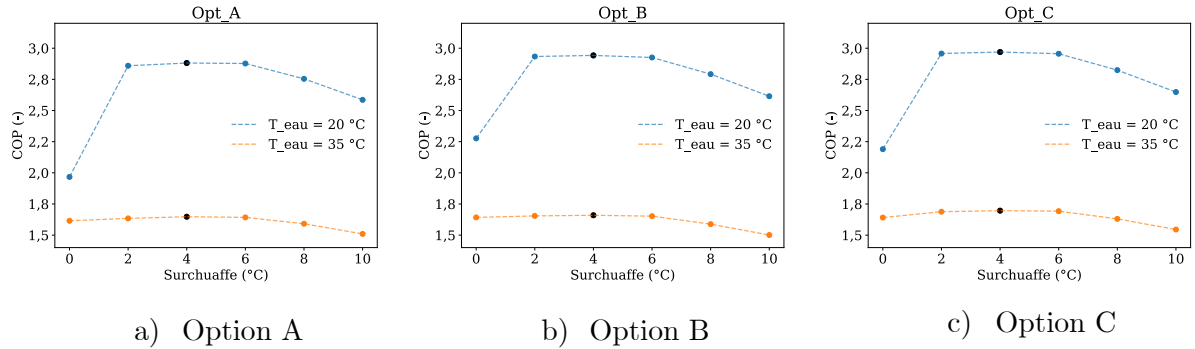 Opt_A
COP (-)
3,0
2,8
2,5
2,2
2,0
1,8
1,5
T_eau = 20 °C
T_eau = 35 °C
0 2 4 6 8 10
Surchuaffe (°C)
a) Option A
Opt_B
COP (-)
3,0
2,8
2,5
2,2
2,0
1,8
1,5
T_eau = 20 °C
T_eau = 35 °C
0 2 4 6 8 10
Surchuaffe (°C)
b) Option B
Opt_C
COP (-)
3,0
2,8
2,5
2,2
2,0
1,8
1,5
T_eau = 20 °C
T_eau = 35 °C
0 2 4 6 8 10
Surchuaffe (°C)
c) Option C